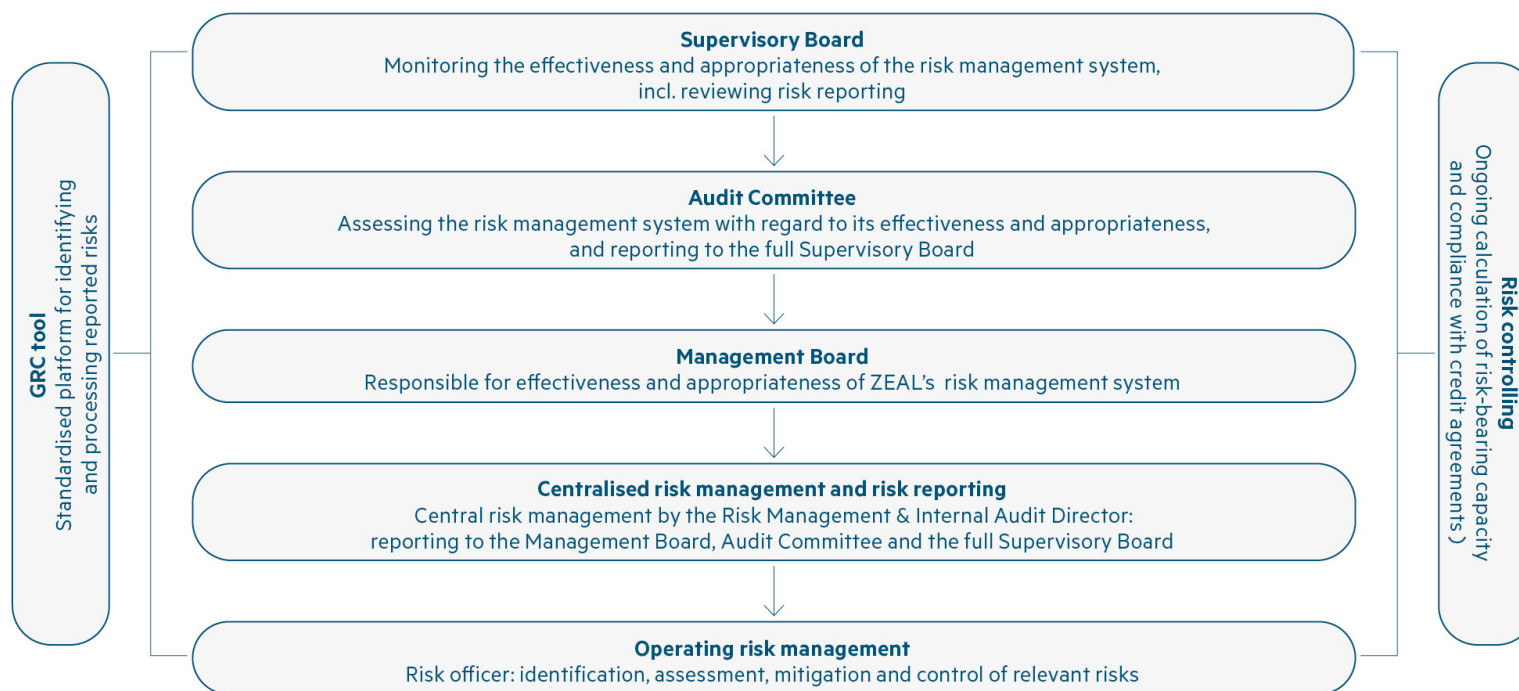 Supervisory Board
Monitoring the effectiveness and appropriateness of the risk management system,
incl. reviewing risk reporting
Audit Committee
Assessing the risk management system with regard to its effectiveness and appropriateness,
and reporting to the full Supervisory Board
Management Board
Responsible for effectiveness and appropriateness of ZEAL’s risk management system
Centralised risk management and risk reporting
Central risk management by the Risk Management & Internal Audit Director:
reporting to the Management Board, Audit Committee and the full Supervisory Board
Operating risk management
Risk officer: identification, assessment, mitigation and control of relevant risks
GRC tool
Standardised platform for identifying
and processing reported risks
Risk controlling
Ongoing calculation of risk-bearing capacity
and compliance with credit agreements )